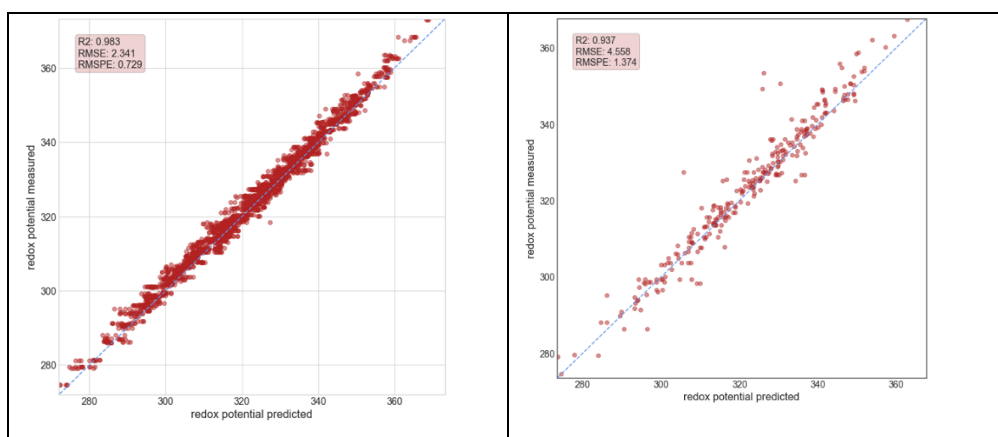 R2: 0.983
RMSE: 2.341
RMSPE: 0.729
360
340
320
300
280
redox potential measured
280
300
320
340
360
redox potential predicted
R2: 0.937
RMSE: 4.558
RMSPE: 1.374
360
340
320
300
280
redox potential measured
280
300
320
340
360
redox potential predicted